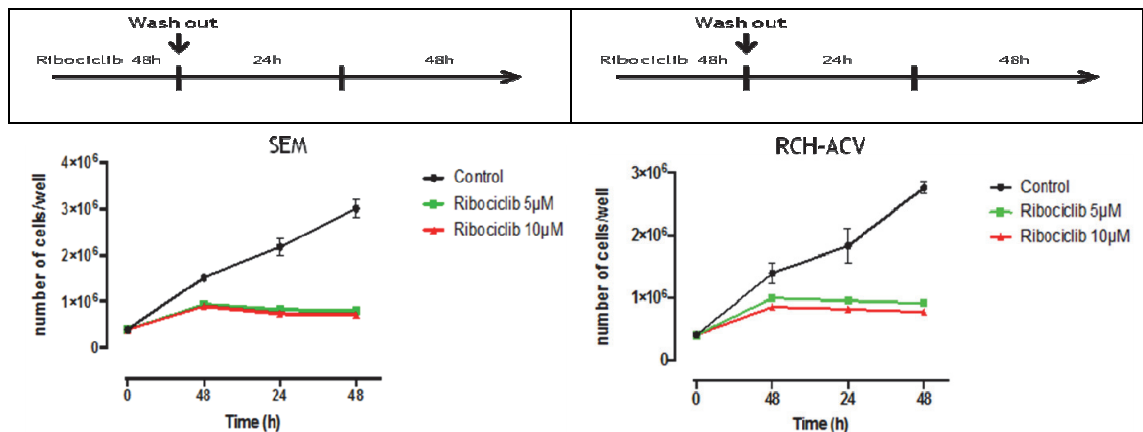 Wash out
Ribociclib 48h 24h 48h
Wash out
Ribociclib 48h 24h 48h
SEM
number of cells/well
4×10⁶
3×10⁶
2×10⁶
1×10⁶
0
0 48 24 48
Time (h)
Control
Ribociclib 5µM
Ribociclib 10µM
RCH-ACV
number of cells/well
3×10⁶
2×10⁶
1×10⁶
0
0 48 24 48
Time (h)
Control
Ribociclib 5µM
Ribociclib 10µM